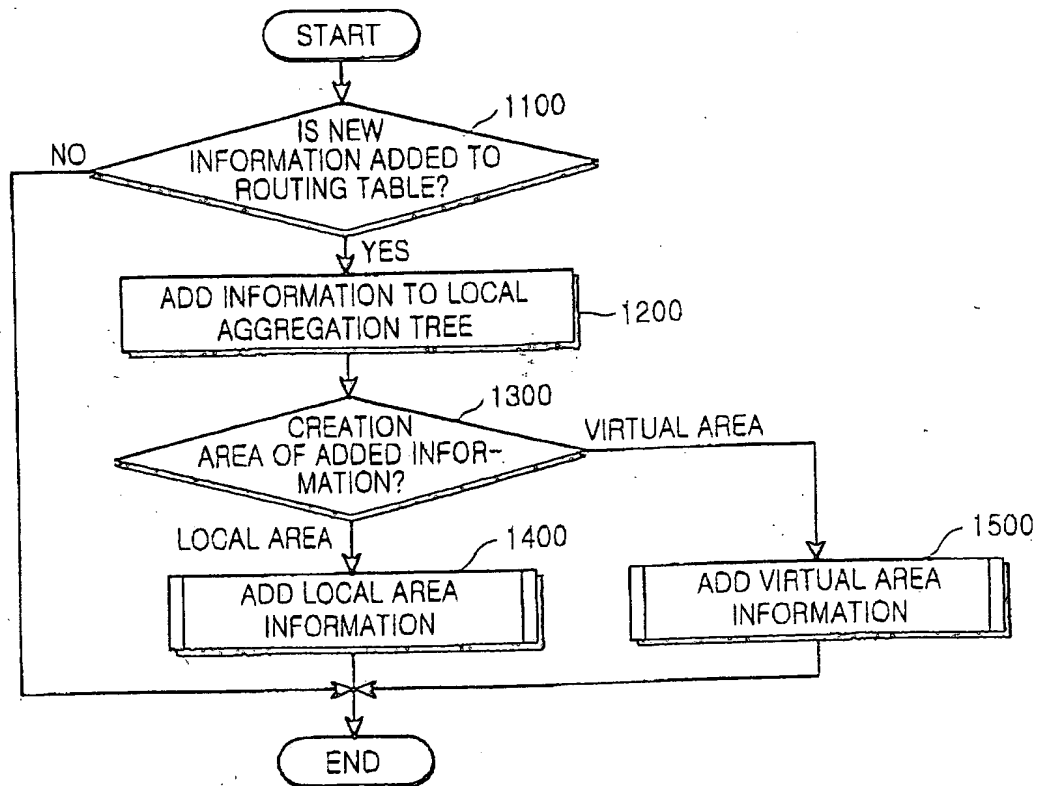 START
1100
IS NEW
INFORMATION ADDED TO
ROUTING TABLE?
NO
YES
ADD INFORMATION TO LOCAL
AGGREGATION TREE
1200
1300
CREATION
AREA OF ADDED INFOR-
MATION?
VIRTUAL AREA
LOCAL AREA
1400
ADD LOCAL AREA
INFORMATION
1500
ADD VIRTUAL AREA
INFORMATION
END